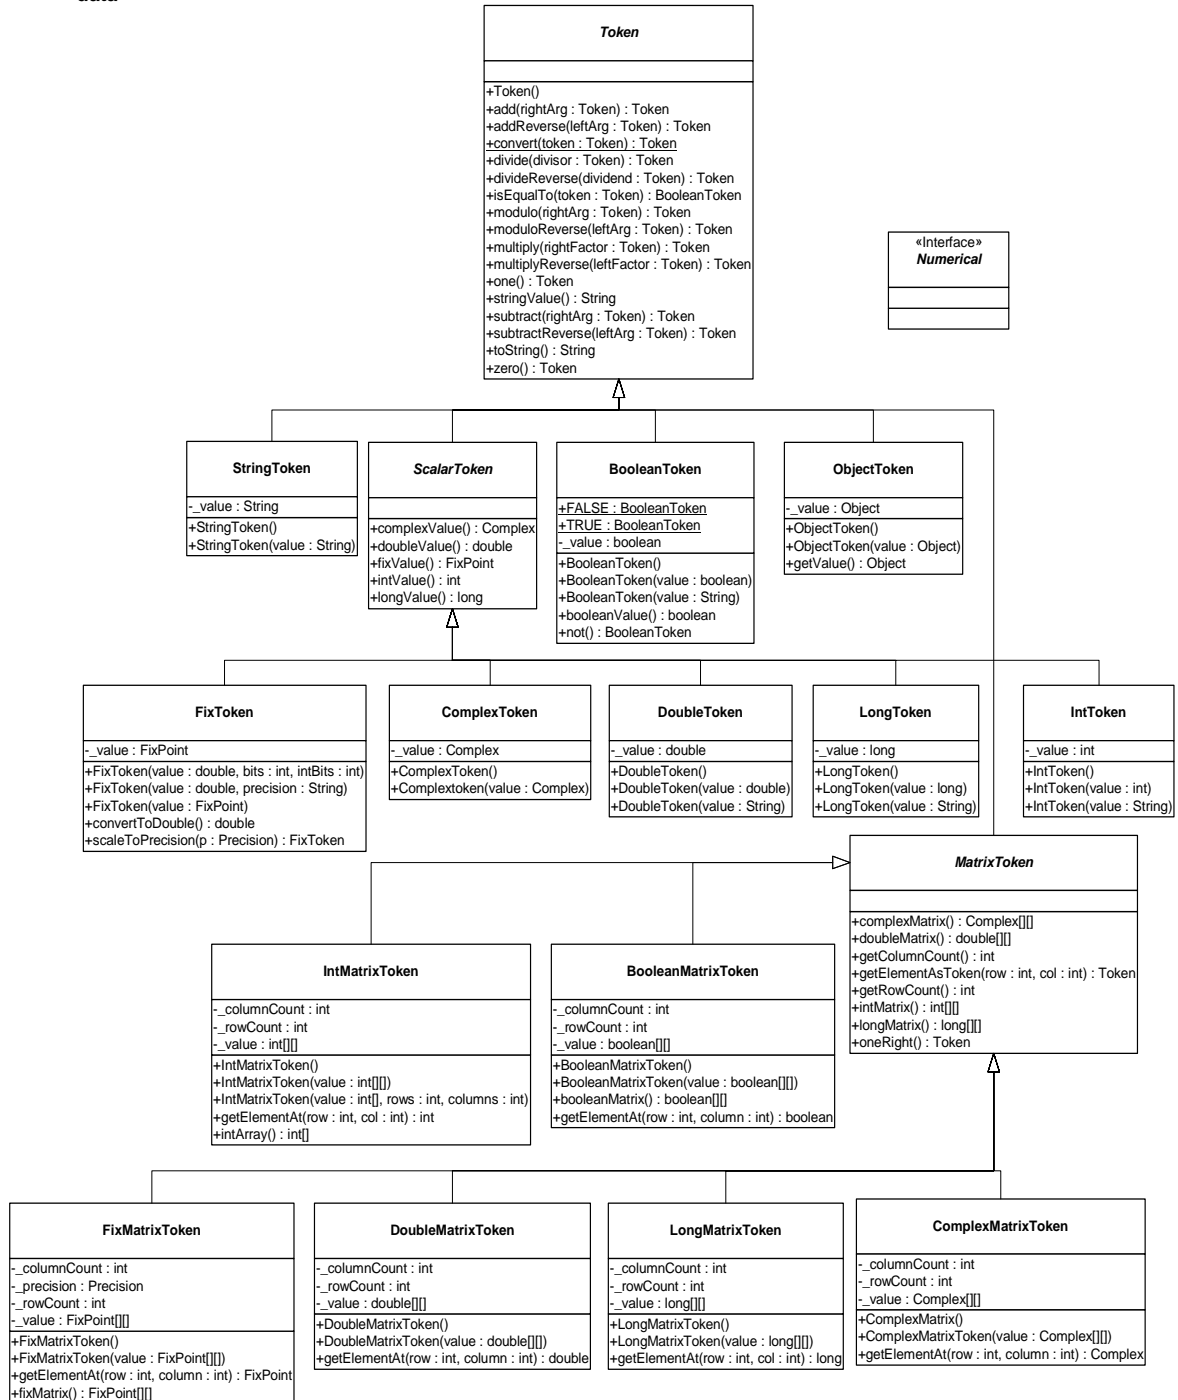 data
Token
+Token()
+add(rightArg : Token) : Token
+addReverse(leftArg : Token) : Token
+convert(token : Token) : Token
+divide(divisor : Token) : Token
+divideReverse(dividend : Token) : Token
+isEqualTo(token : Token) : BooleanToken
+modulo(rightArg : Token) : Token
+moduloReverse(leftArg : Token) : Token
+multiply(rightFactor : Token) : Token
+multiplyReverse(leftFactor : Token) : Token
+one() : Token
+stringValue() : String
+subtract(rightArg : Token) : Token
+subtractReverse(leftArg : Token) : Token
+toString() : String
+zero() : Token
«Interface»
Numerical
StringToken
-_value : String
+StringToken()
+StringToken(value : String)
ScalarToken
+complexValue() : Complex
+doubleValue() : double
+fixValue() : FixPoint
+intValue() : int
+longValue() : long
BooleanToken
+FALSE : BooleanToken
+TRUE : BooleanToken
-_value : boolean
+BooleanToken()
+BooleanToken(value : boolean)
+BooleanToken(value : String)
+booleanValue() : boolean
+not() : BooleanToken
ObjectToken
-_value : Object
+ObjectToken()
+ObjectToken(value : Object)
+getValue() : Object
FixToken
-_value : FixPoint
+FixToken(value : double, bits : int, intBits : int)
+FixToken(value : double, precision : String)
+FixToken(value : FixPoint)
+convertToDouble() : double
+scaleToPrecision(p : Precision) : FixToken
ComplexToken
-_value : Complex
+ComplexToken()
+Complextoken(value : Complex)
DoubleToken
-_value : double
+DoubleToken()
+DoubleToken(value : double)
+DoubleToken(value : String)
LongToken
-_value : long
+LongToken()
+LongToken(value : long)
+LongToken(value : String)
IntToken
-_value : int
+IntToken()
+IntToken(value : int)
+IntToken(value : String)
MatrixToken
+complexMatrix() : Complex[][]
+doubleMatrix() : double[][]
+getColumnCount() : int
+getElementAsToken(row : int, col : int) : Token
+getRowCount() : int
+intMatrix() : int[][]
+longMatrix() : long[][]
+oneRight() : Token
IntMatrixToken
-_columnCount : int
-_rowCount : int
-_value : int[][]
+IntMatrixToken()
+IntMatrixToken(value : int[][])
+IntMatrixToken(value : int[], rows : int, columns : int)
+getElementAt(row : int, col : int) : int
+intArray() : int[]
BooleanMatrixToken
-_columnCount : int
-_rowCount : int
-_value : boolean[][]
+BooleanMatrixToken()
+BooleanMatrixToken(value : boolean[][])
+booleanMatrix() : boolean[][]
+getElementAt(row : int, column : int) : boolean
FixMatrixToken
-_columnCount : int
-_precision : Precision
-_rowCount : int
-_value : FixPoint[][]
+FixMatrixToken()
+FixMatrixToken(value : FixPoint[][])
+getElementAt(row : int, column : int) : FixPoint
+fixMatrix() : FixPoint[][]
DoubleMatrixToken
-_columnCount : int
-_rowCount : int
-_value : double[][]
+DoubleMatrixToken()
+DoubleMatrixToken(value : double[][])
+getElementAt(row : int, column : int) : double
LongMatrixToken
-_columnCount : int
-_rowCount : int
-_value : long[][]
+LongMatrixToken()
+LongMatrixToken(value : long[][])
+getElementAt(row : int, col : int) : long
ComplexMatrixToken
-_columnCount : int
-_rowCount : int
-_value : Complex[][]
+ComplexMatrix()
+ComplexMatrixToken(value : Complex[][])
+getElementAt(row : int, column : int) : Complex